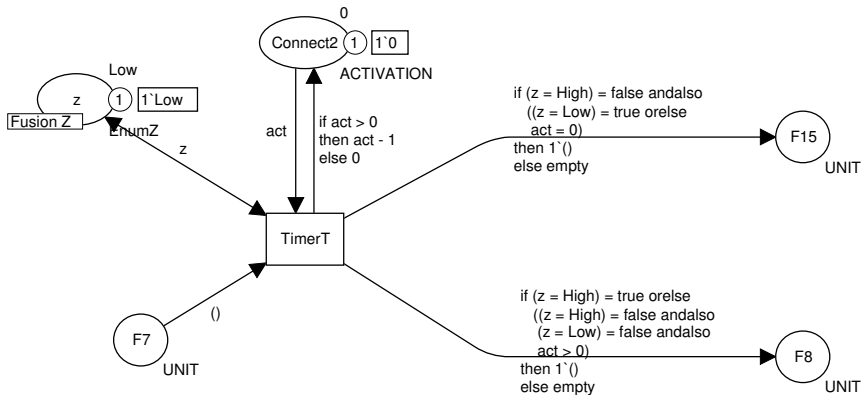 0
Connect2
1
1`0
ACTIVATION
Low
z
1
1`Low
Fusion Z
EnumZ
z
act
if act > 0
then act - 1
else 0
if (z = High) = false andalso
((z = Low) = true orelse
act = 0)
then 1`()
else empty
F15
UNIT
TimerT
()
F7
UNIT
if (z = High) = true orelse
((z = High) = false andalso
(z = Low) = false andalso
act > 0)
then 1`()
else empty
F8
UNIT